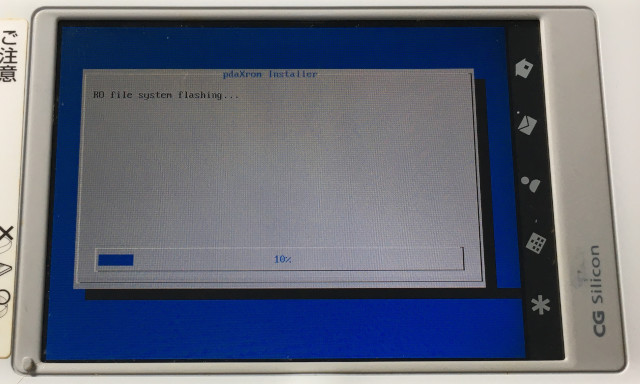 ご注意
pdaXrom Installer
RO file system flashing...
10%
CG Silicon